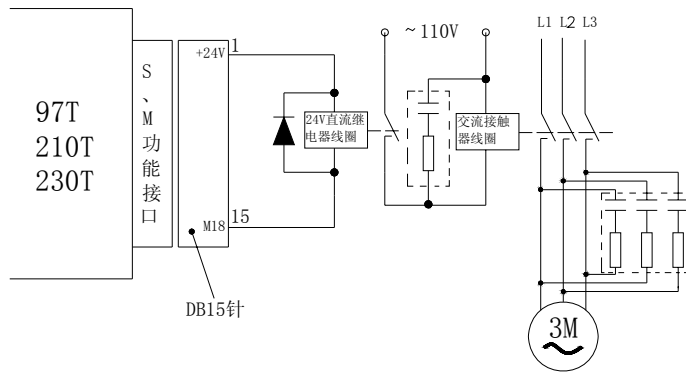 97T
210T
230T
S
、
M
功
能
接
口
+24V
1
M18
15
DB15针
24V直流继
电器线圈
~110V
交流接触
器线圈
L1 L2 L3
3M